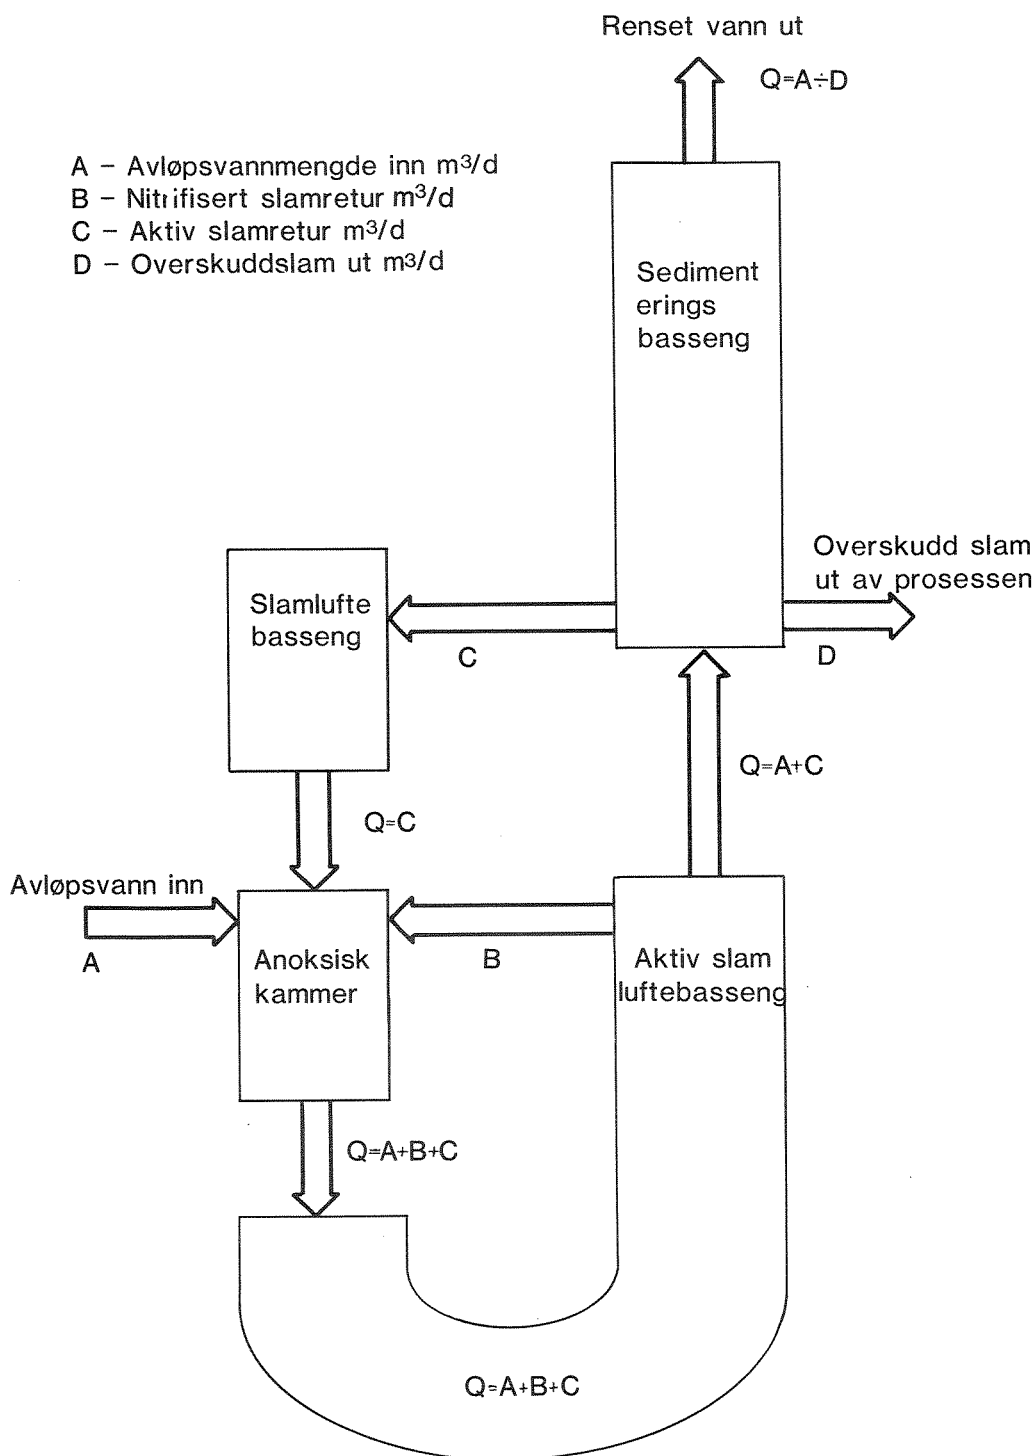 Renset vann ut
Q=A÷D
A – Avløpsvannmengde inn m³/d
B – Nitrifisert slamretur m³/d
C – Aktiv slamretur m³/d
D – Overskuddslam ut m³/d
Sediment
erings
basseng
Overskudd slam
ut av prosessen
Slamlufte
basseng
C
D
Q=A+C
Q=C
Avløpsvann inn
A
Anoksisk
kammer
B
Aktiv slam
luftebasseng
Q=A+B+C
Q=A+B+C